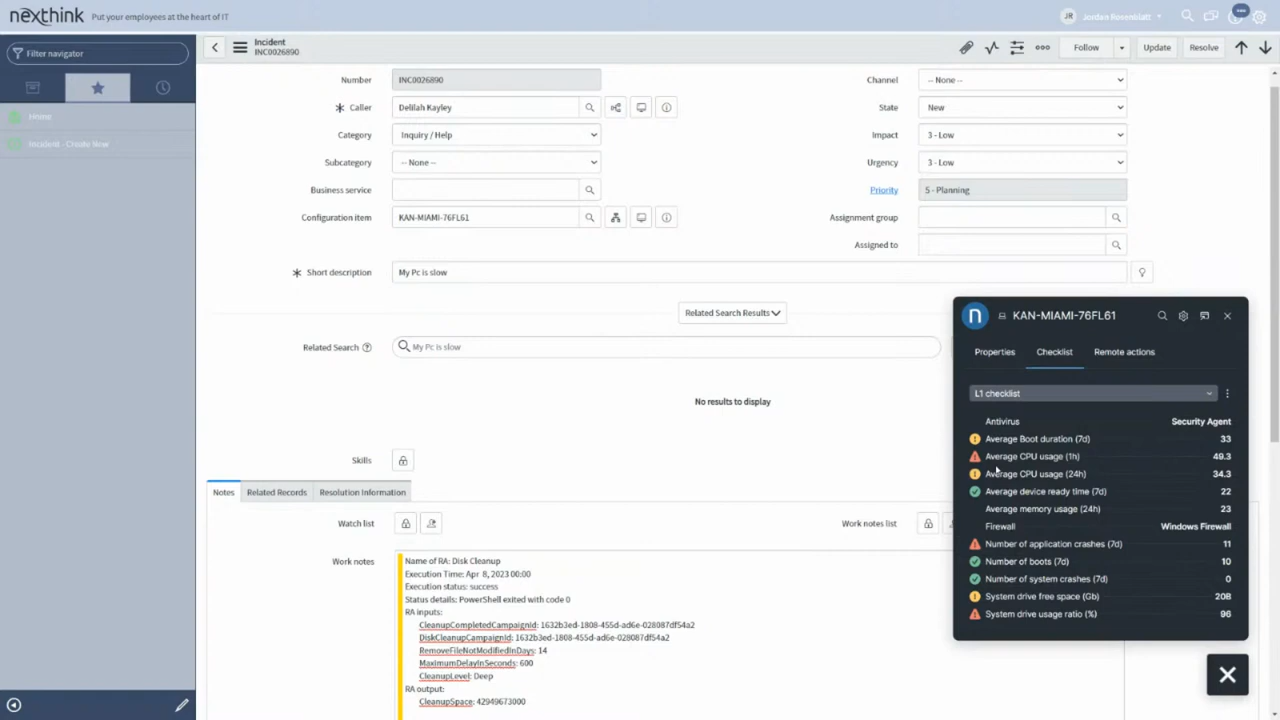 nexthink Put your employees at the heart of IT
JR Jordan Rosenblatt
Filter navigator
Home
Incident - Create New
Incident
INC0026890
Follow
Update
Resolve
Number INC0026890
Channel -- None --
Caller Delilah Kayley
State New
Category Inquiry / Help
Impact 3 - Low
Subcategory -- None --
Urgency 3 - Low
Business service
Priority 5 - Planning
Configuration item KAN-MIAMI-76FL61
Assignment group
Assigned to
Short description My Pc is slow
Related Search Results
Related Search My Pc is slow
No results to display
Skills
Notes Related Records Resolution Information
Watch list
Work notes list
Work notes
Name of RA: Disk Cleanup
Execution Time: Apr 8, 2023 00:00
Execution status: success
Status details: PowerShell exited with code 0
RA inputs:
CleanupCompletedCampaignId: 1632b3ed-1808-455d-ad6e-028087df54a2
DiskCleanupCampaignId: 1632b3ed-1808-455d-ad6e-028087df54a2
RemoveFileNotModifiedInDays: 14
MaximumDelayInSeconds: 600
CleanupLevel: Deep
RA output:
CleanupSpace: 42949673000
n KAN-MIAMI-76FL61
Properties Checklist Remote actions
L1 checklist
Antivirus Security Agent
Average Boot duration (7d) 33
Average CPU usage (1h) 49.3
Average CPU usage (24h) 34.3
Average device ready time (7d) 22
Average memory usage (24h) 23
Firewall Windows Firewall
Number of application crashes (7d) 11
Number of boots (7d) 10
Number of system crashes (7d) 0
System drive free space (Gb) 20B
System drive usage ratio (%) 96